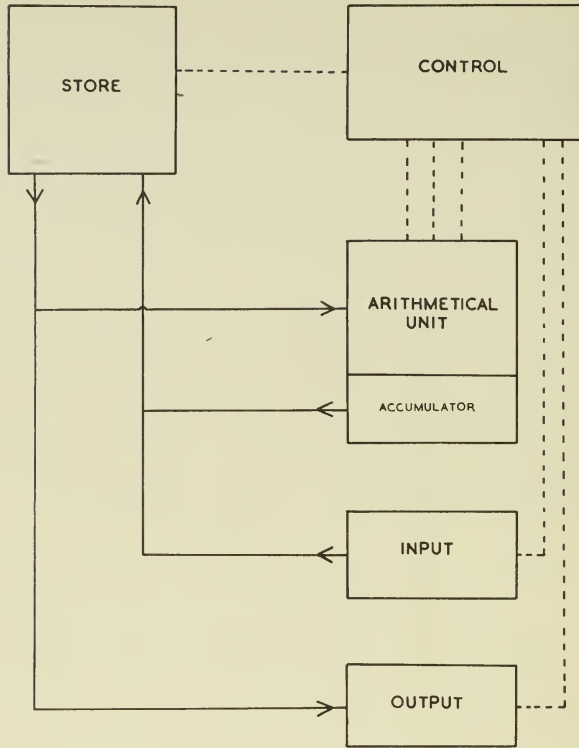 STORE
CONTROL
ARITHMETICAL
UNIT
ACCUMULATOR
INPUT
OUTPUT